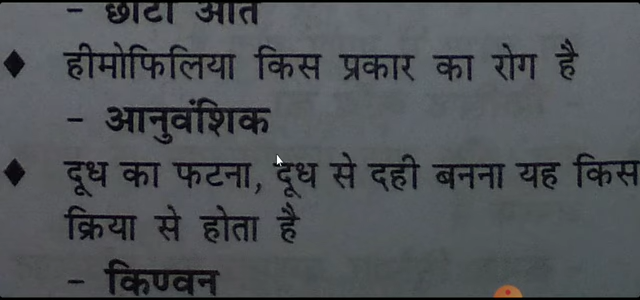 - छोटी आंत
♦ हीमोफिलिया किस प्रकार का रोग है
- आनुवंशिक
♦ दूध का फटना, दूध से दही बनना यह किस
क्रिया से होता है
- किण्वन